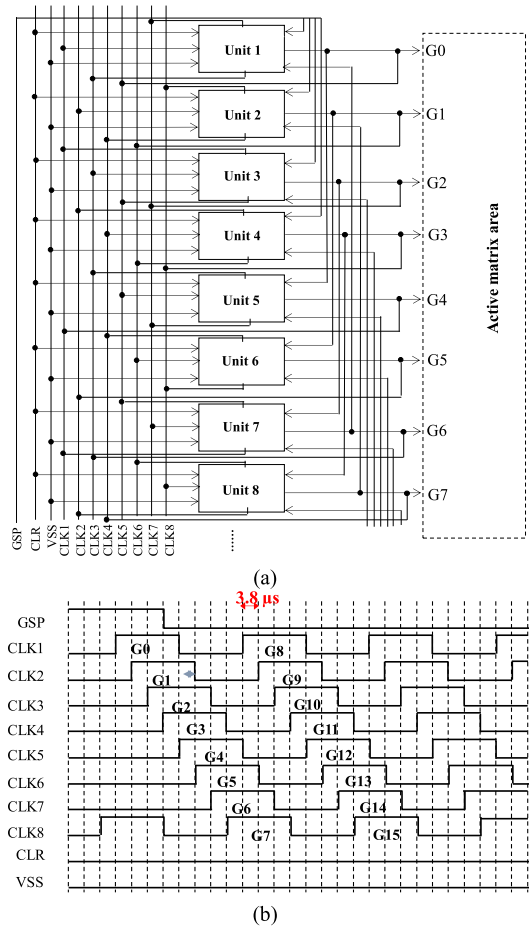 Unit 1
G0
Unit 2
G1
Unit 3
G2
Unit 4
G3
Unit 5
G4
Unit 6
G5
Unit 7
G6
Unit 8
G7
Active matrix area
GSP
CLR
VSS
CLK1
CLK2
CLK3
CLK4
CLK5
CLK6
CLK7
CLK8
......
(a)
3.8 μs
GSP
CLK1 G0 G8
CLK2 G1 G9
CLK3 G2 G10
CLK4 G3 G11
CLK5 G4 G12
CLK6 G5 G13
CLK7 G6 G14
CLK8 G7 G15
CLR
VSS
(b)